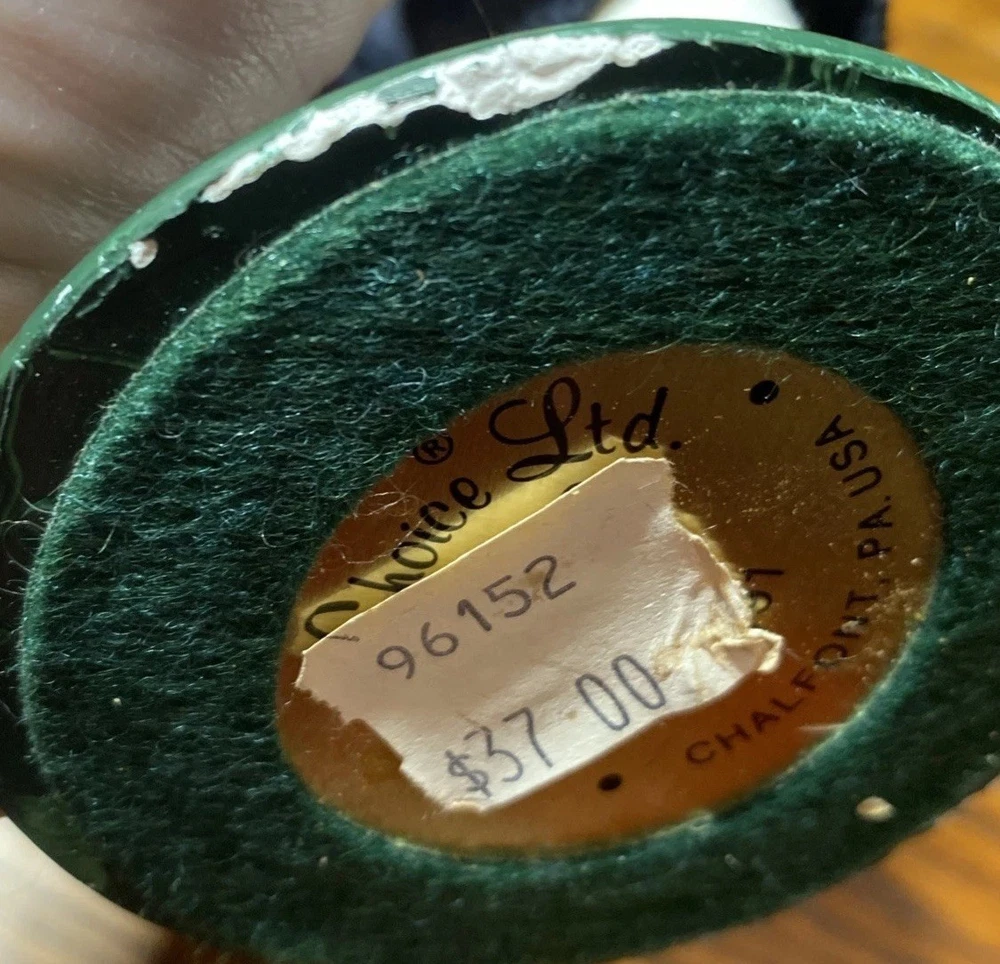 Choice® Ltd.
96152
$37 00
CHALFONT, PA. USA